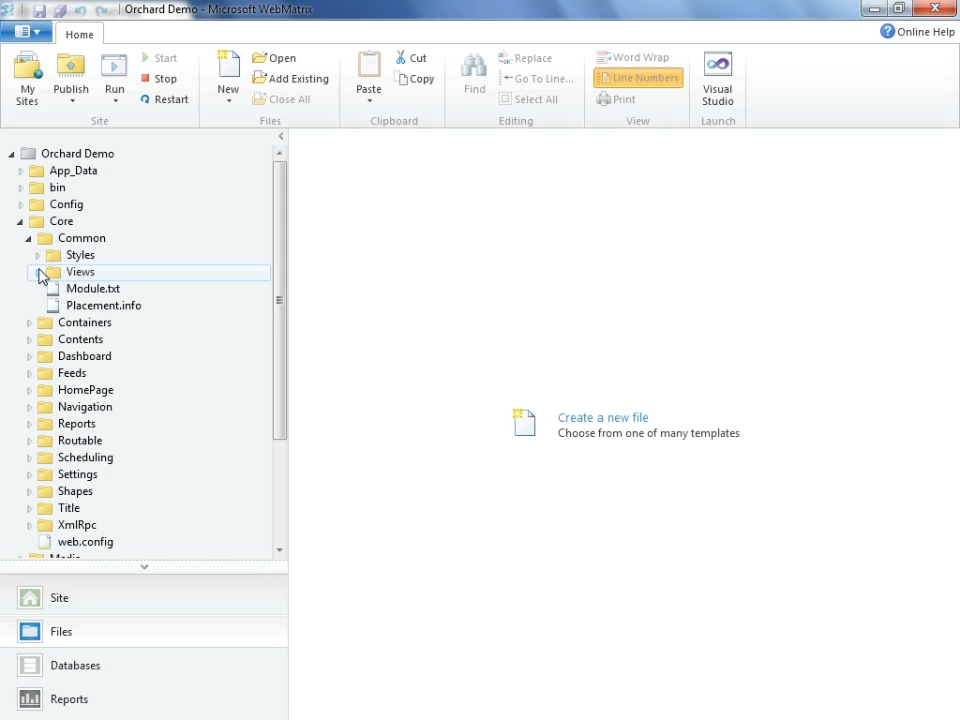 Orchard Demo - Microsoft WebMatrix
Home
Online Help
My Sites
Publish
Run
Start
Stop
Restart
Site
New
Open
Add Existing
Close All
Files
Paste
Cut
Copy
Clipboard
Find
Replace
Go To Line...
Select All
Editing
Word Wrap
Line Numbers
Print
View
Visual Studio
Launch
Orchard Demo
App_Data
bin
Config
Core
Common
Styles
Views
Module.txt
Placement.info
Containers
Contents
Dashboard
Feeds
HomePage
Navigation
Reports
Routable
Scheduling
Settings
Shapes
Title
XmlRpc
web.config
Media
Create a new file
Choose from one of many templates
Site
Files
Databases
Reports